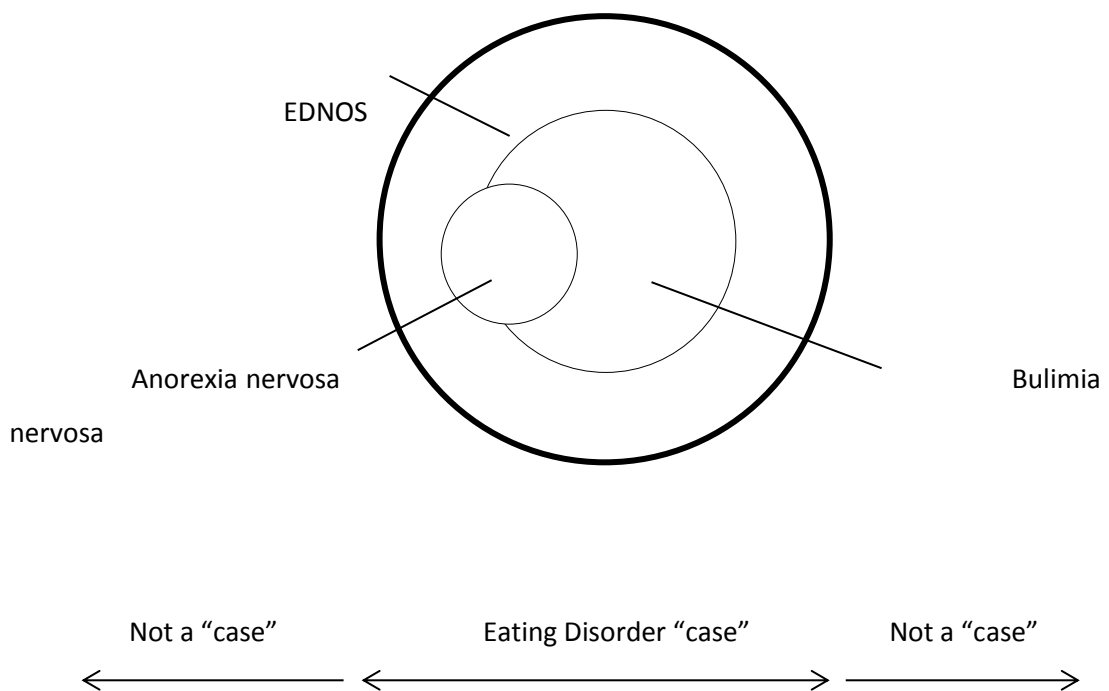 EDNOS
Anorexia nervosa Bulimia
nervosa
Not a “case” Eating Disorder “case” Not a “case”